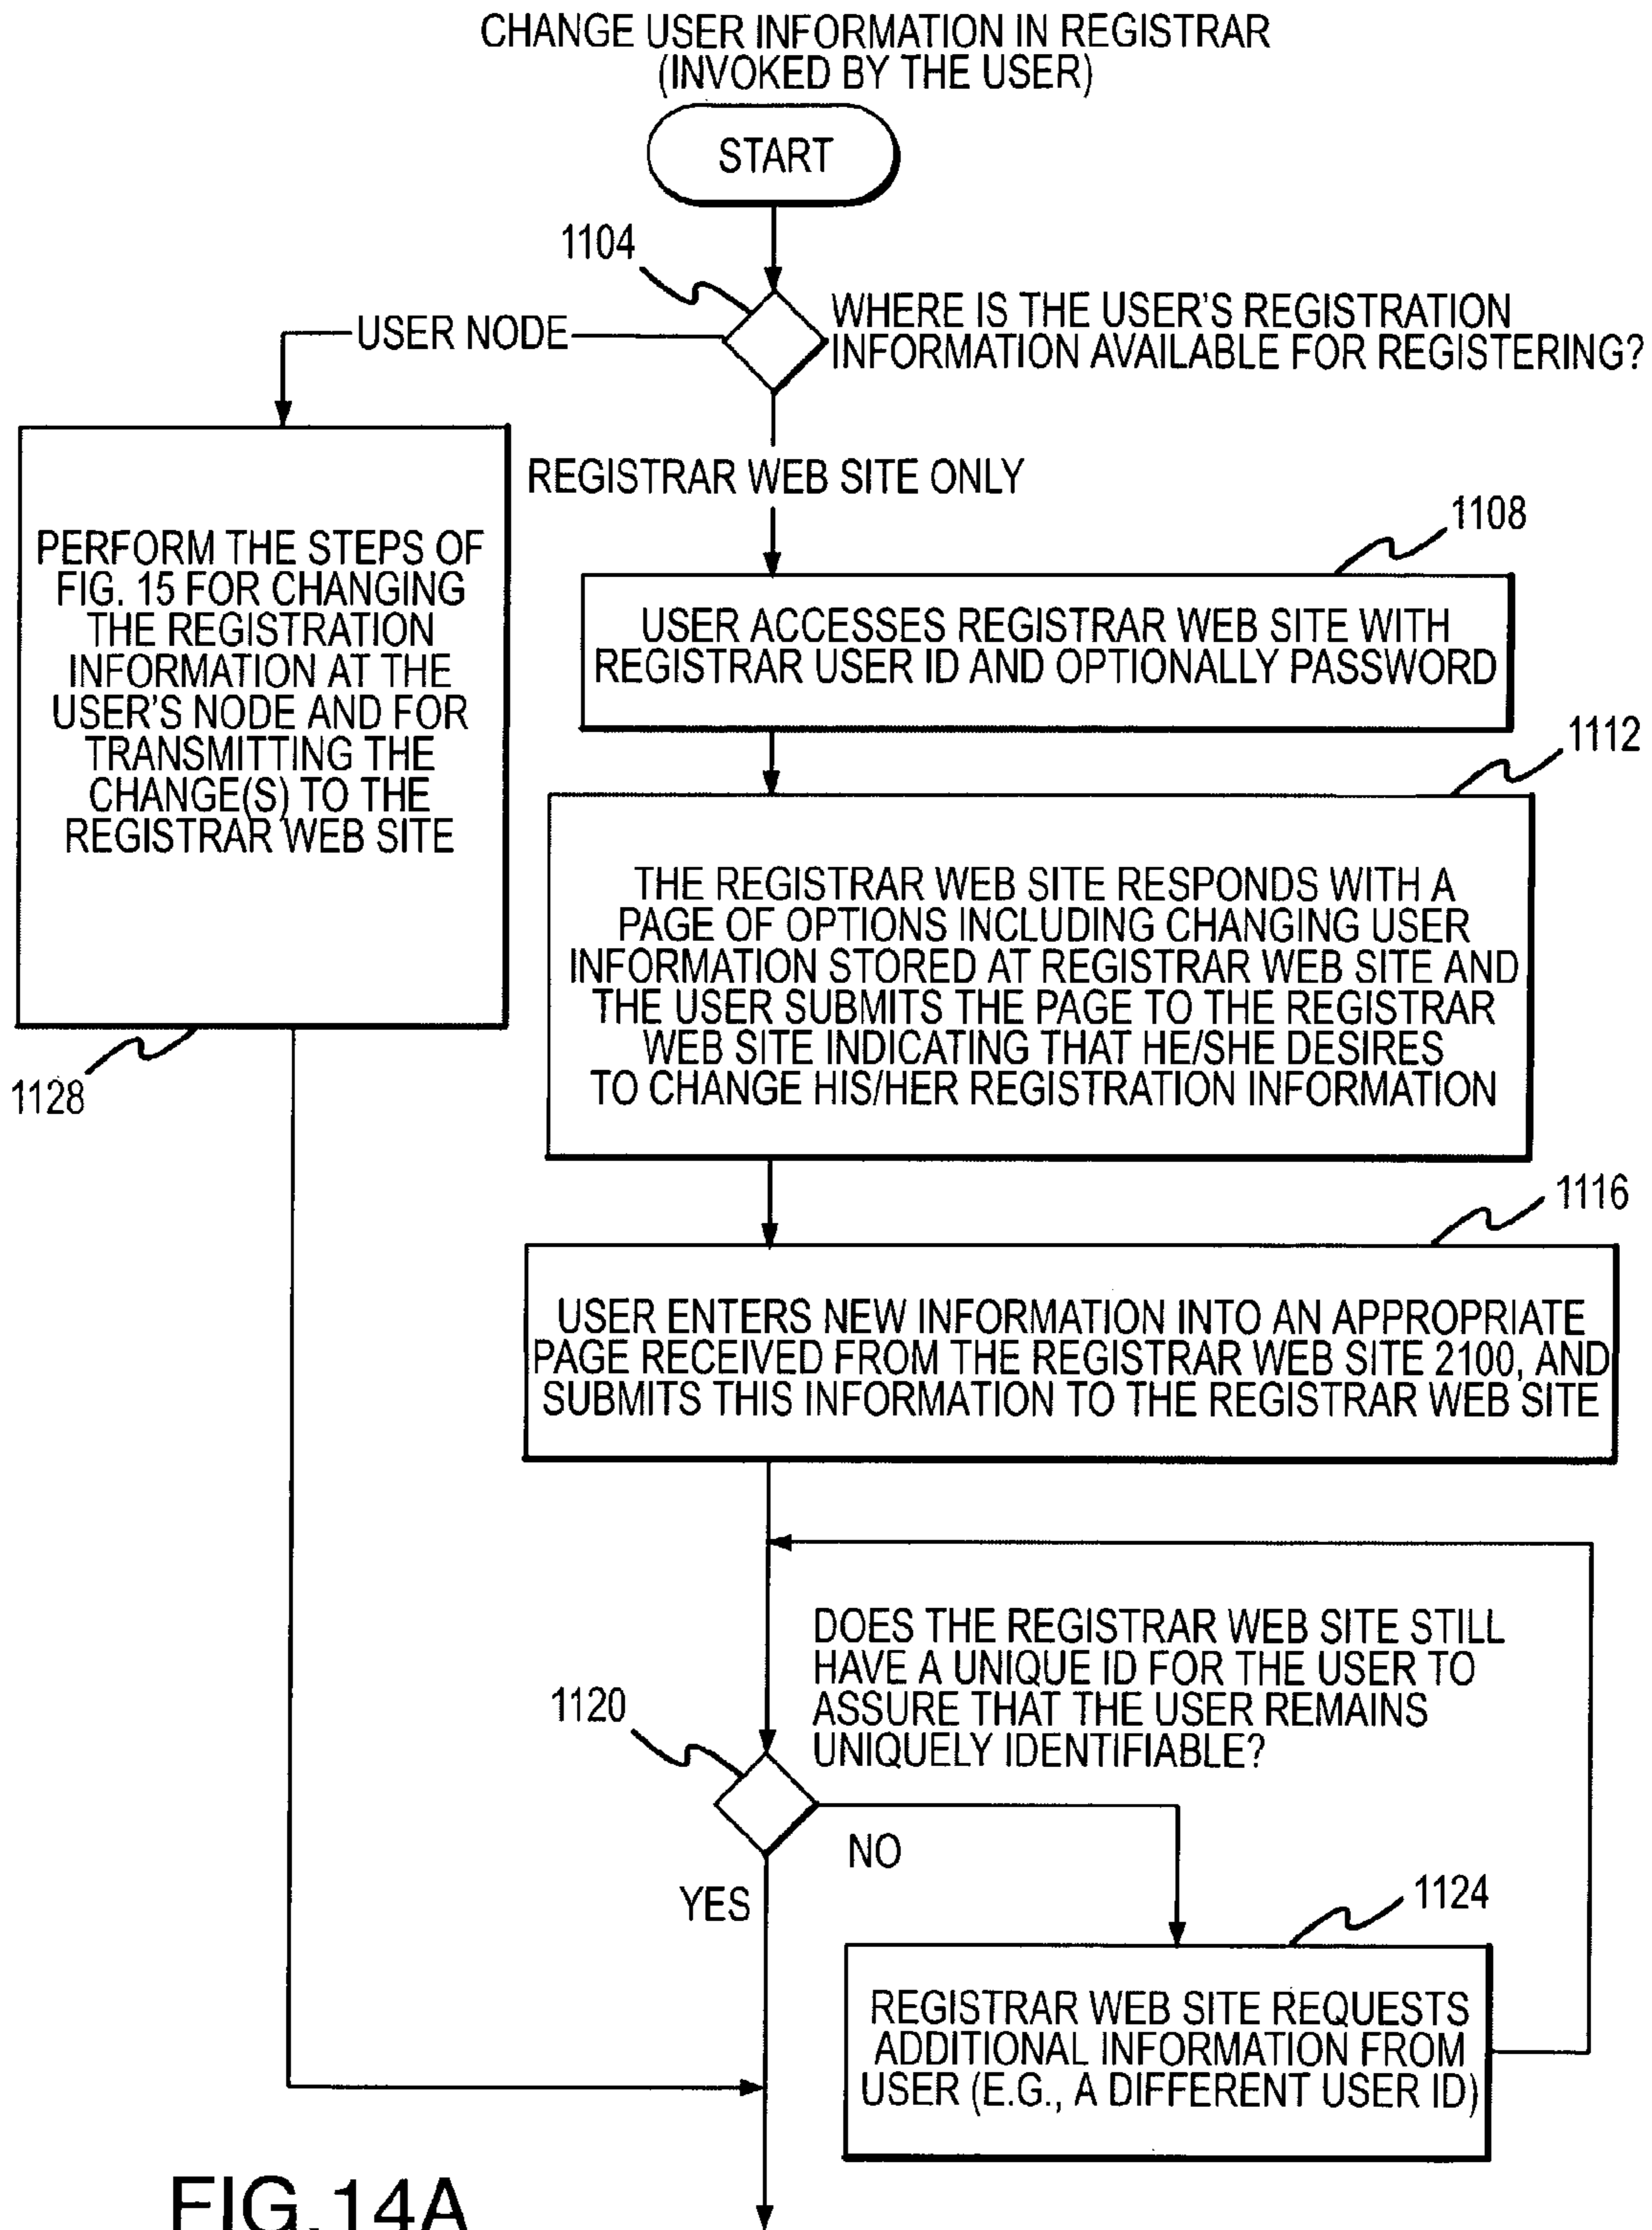 CHANGE USER INFORMATION IN REGISTRAR
(INVOKED BY THE USER)
START
1104
WHERE IS THE USER'S REGISTRATION
INFORMATION AVAILABLE FOR REGISTERING?
USER NODE
REGISTRAR WEB SITE ONLY
PERFORM THE STEPS OF
FIG. 15 FOR CHANGING
THE REGISTRATION
INFORMATION AT THE
USER'S NODE AND FOR
TRANSMITTING THE
CHANGE(S) TO THE
REGISTRAR WEB SITE
1128
1108
USER ACCESSES REGISTRAR WEB SITE WITH
REGISTRAR USER ID AND OPTIONALLY PASSWORD
1112
THE REGISTRAR WEB SITE RESPONDS WITH A
PAGE OF OPTIONS INCLUDING CHANGING USER
INFORMATION STORED AT REGISTRAR WEB SITE AND
THE USER SUBMITS THE PAGE TO THE REGISTRAR
WEB SITE INDICATING THAT HE/SHE DESIRES
TO CHANGE HIS/HER REGISTRATION INFORMATION
1116
USER ENTERS NEW INFORMATION INTO AN APPROPRIATE
PAGE RECEIVED FROM THE REGISTRAR WEB SITE 2100, AND
SUBMITS THIS INFORMATION TO THE REGISTRAR WEB SITE
DOES THE REGISTRAR WEB SITE STILL
HAVE A UNIQUE ID FOR THE USER TO
ASSURE THAT THE USER REMAINS
UNIQUELY IDENTIFIABLE?
1120
NO
YES
1124
REGISTRAR WEB SITE REQUESTS
ADDITIONAL INFORMATION FROM
USER (E.G., A DIFFERENT USER ID)
FIG.14A